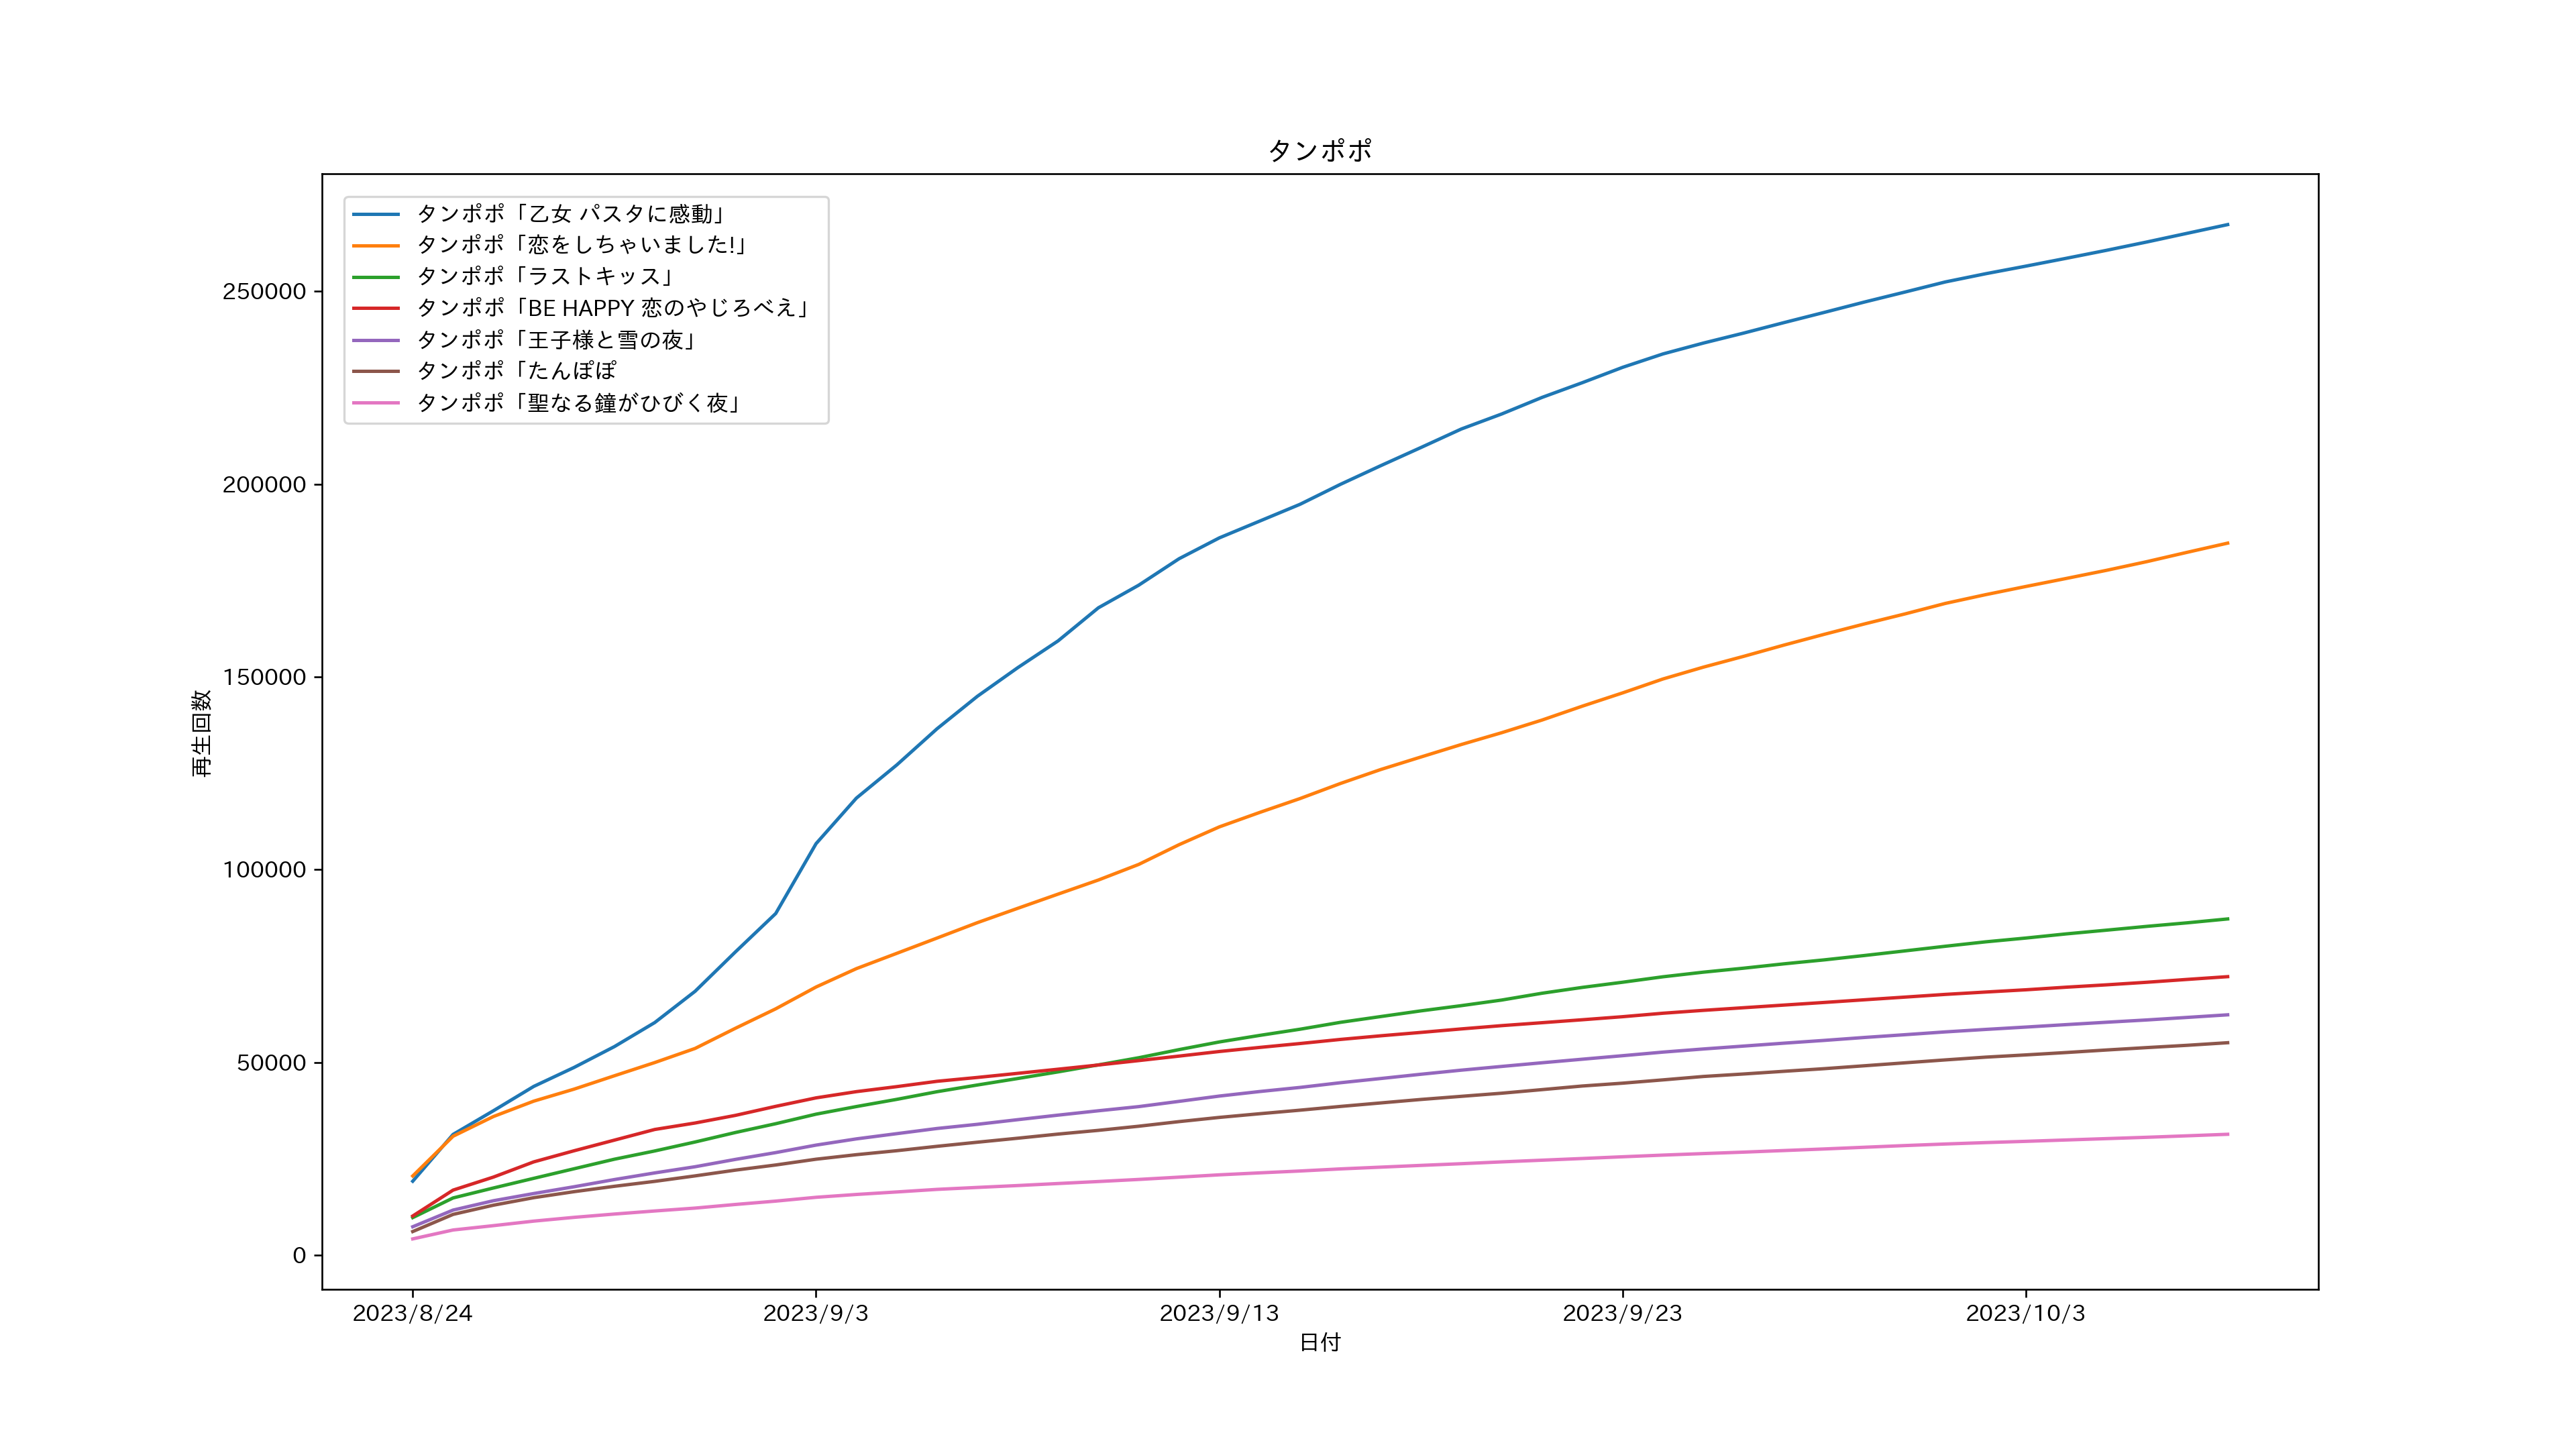 タンポポ
タンポポ「乙女 パスタに感動」
タンポポ「恋をしちゃいました!」
タンポポ「ラストキッス」
タンポポ「BE HAPPY 恋のやじろべえ」
タンポポ「王子様と雪の夜」
タンポポ「たんぽぽ
タンポポ「聖なる鐘がひびく夜」
250000
200000
150000
100000
50000
0
再生回数
2023/8/24
2023/9/3
2023/9/13
2023/9/23
2023/10/3
日付